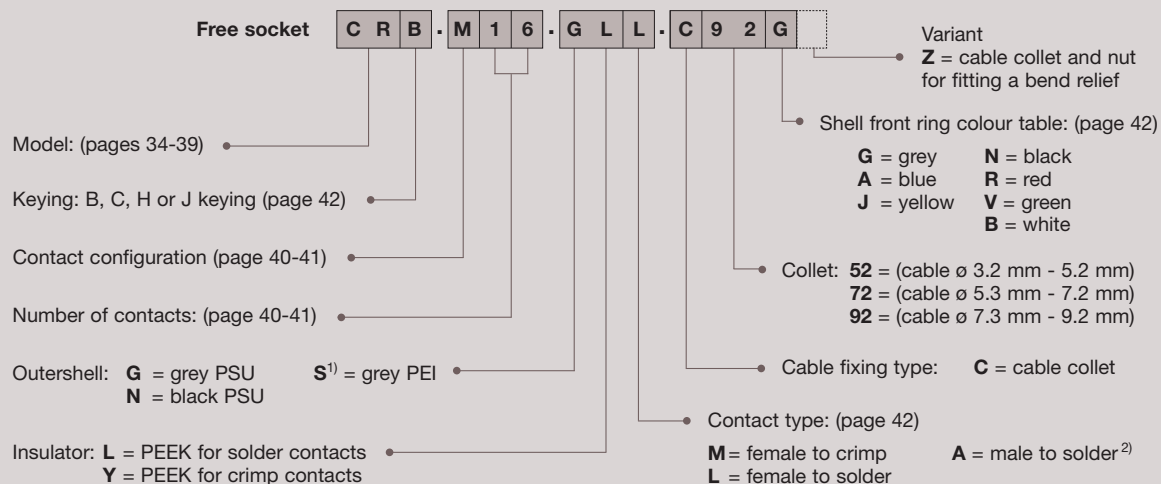 Free socket C R B . M 1 6 . G L L . C 9 2 G
Variant
Z = cable collet and nut
for fitting a bend relief
Shell front ring colour table: (page 42)
G = grey N = black
A = blue R = red
J = yellow V = green
B = white
Model: (pages 34-39)
Keying: B, C, H or J keying (page 42)
Contact configuration (page 40-41)
Number of contacts: (page 40-41)
Collet: 52 = (cable ø 3.2 mm - 5.2 mm)
72 = (cable ø 5.3 mm - 7.2 mm)
92 = (cable ø 7.3 mm - 9.2 mm)
Outershell: G = grey PSU S1) = grey PEI
N = black PSU
Cable fixing type: C = cable collet
Insulator: L = PEEK for solder contacts
Y = PEEK for crimp contacts
Contact type: (page 42)
M = female to crimp A = male to solder 2)
L = female to solder